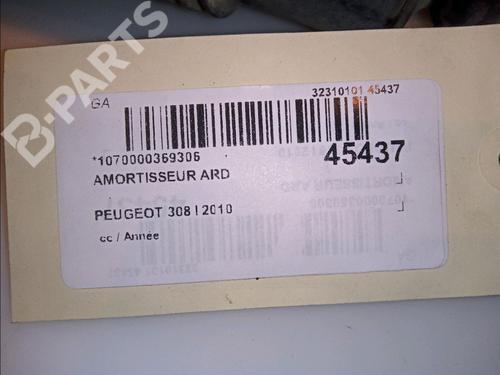 B-PARTS
GA
32310101 45437
*1070000369306
45437
AMORTISSEUR ARD
PEUGEOT 308 I 2010
cc / Année